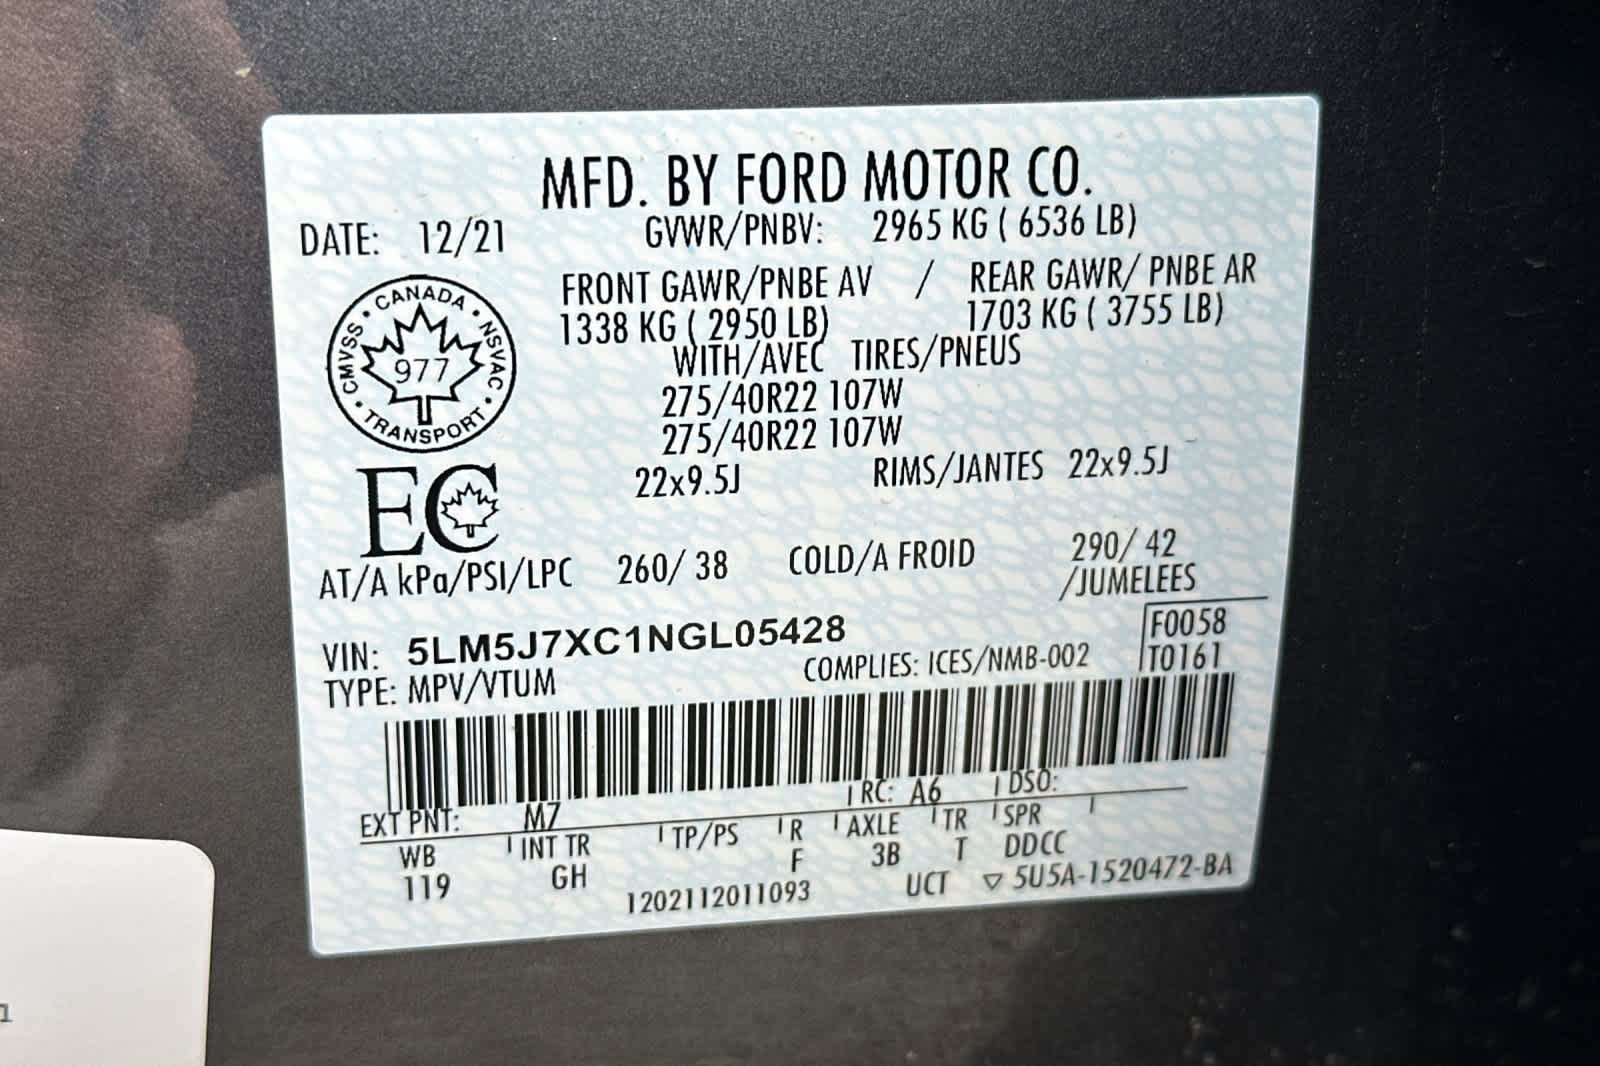 MFD. BY FORD MOTOR CO.
DATE: 12/21 GVWR/PNBV: 2965 KG ( 6536 LB)
FRONT GAWR/PNBE AV / REAR GAWR/ PNBE AR
1338 KG ( 2950 LB) 1703 KG ( 3755 LB)
WITH/AVEC TIRES/PNEUS
275/40R22 107W
275/40R22 107W
22x9.5J RIMS/JANTES 22x9.5J
CANADA • NSVAC • TRANSPORT • CMVSS •
977
EC
AT/A kPa/PSI/LPC 260/ 38 COLD/A FROID 290/ 42
/JUMELEES
VIN: 5LM5J7XC1NGL05428 F0058
TYPE: MPV/VTUM COMPLIES: ICES/NMB-002 T0161
EXT PNT: M7 RC: A6 DSO:
WB INT TR TP/PS R AXLE TR SPR
119 GH F 3B T DDCC
1202112011093 UCT ▽ 5U5A-1520472-BA
1